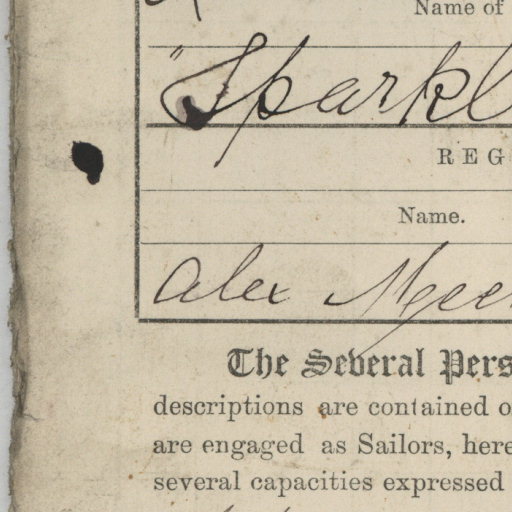 Name of
"Sparkl
REG
Name.
Alex
The Several Pers
descriptions are contained o
are engaged as Sailors, here
several capacities expressed